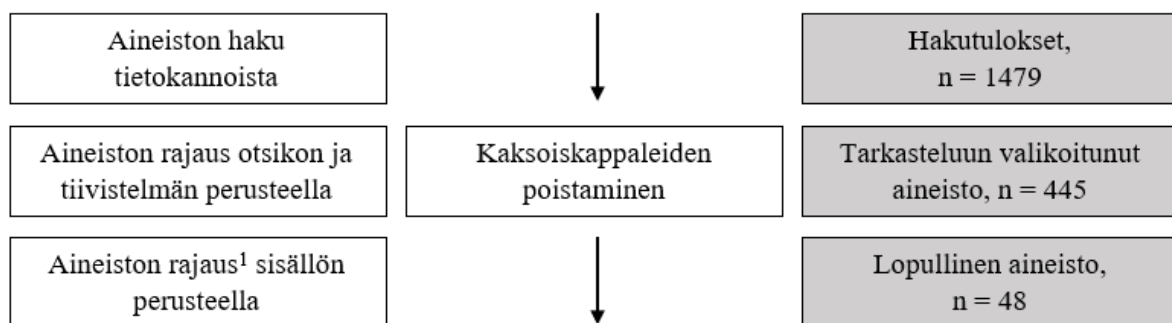 Aineiston haku
tietokannoista
Hakutulokset,
n = 1479
Aineiston rajaus otsikon ja
tiivistelmän perusteella
Kaksoiskappaleiden
poistaminen
Tarkasteluun valikoitunut
aineisto, n = 445
Aineiston rajaus¹ sisällön
perusteella
Lopullinen aineisto,
n = 48